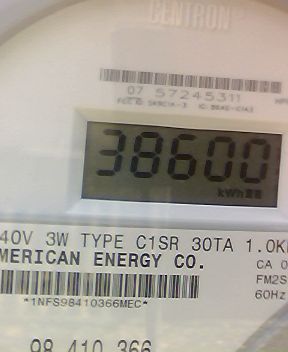 CENTRON
07 57245311
38600
kWh
40V 3W TYPE C1SR 30TA 1.0K
MERICAN ENERGY CO.
CA 0
FM2S
60Hz
*1NFS98410366MEC*
98 410 366